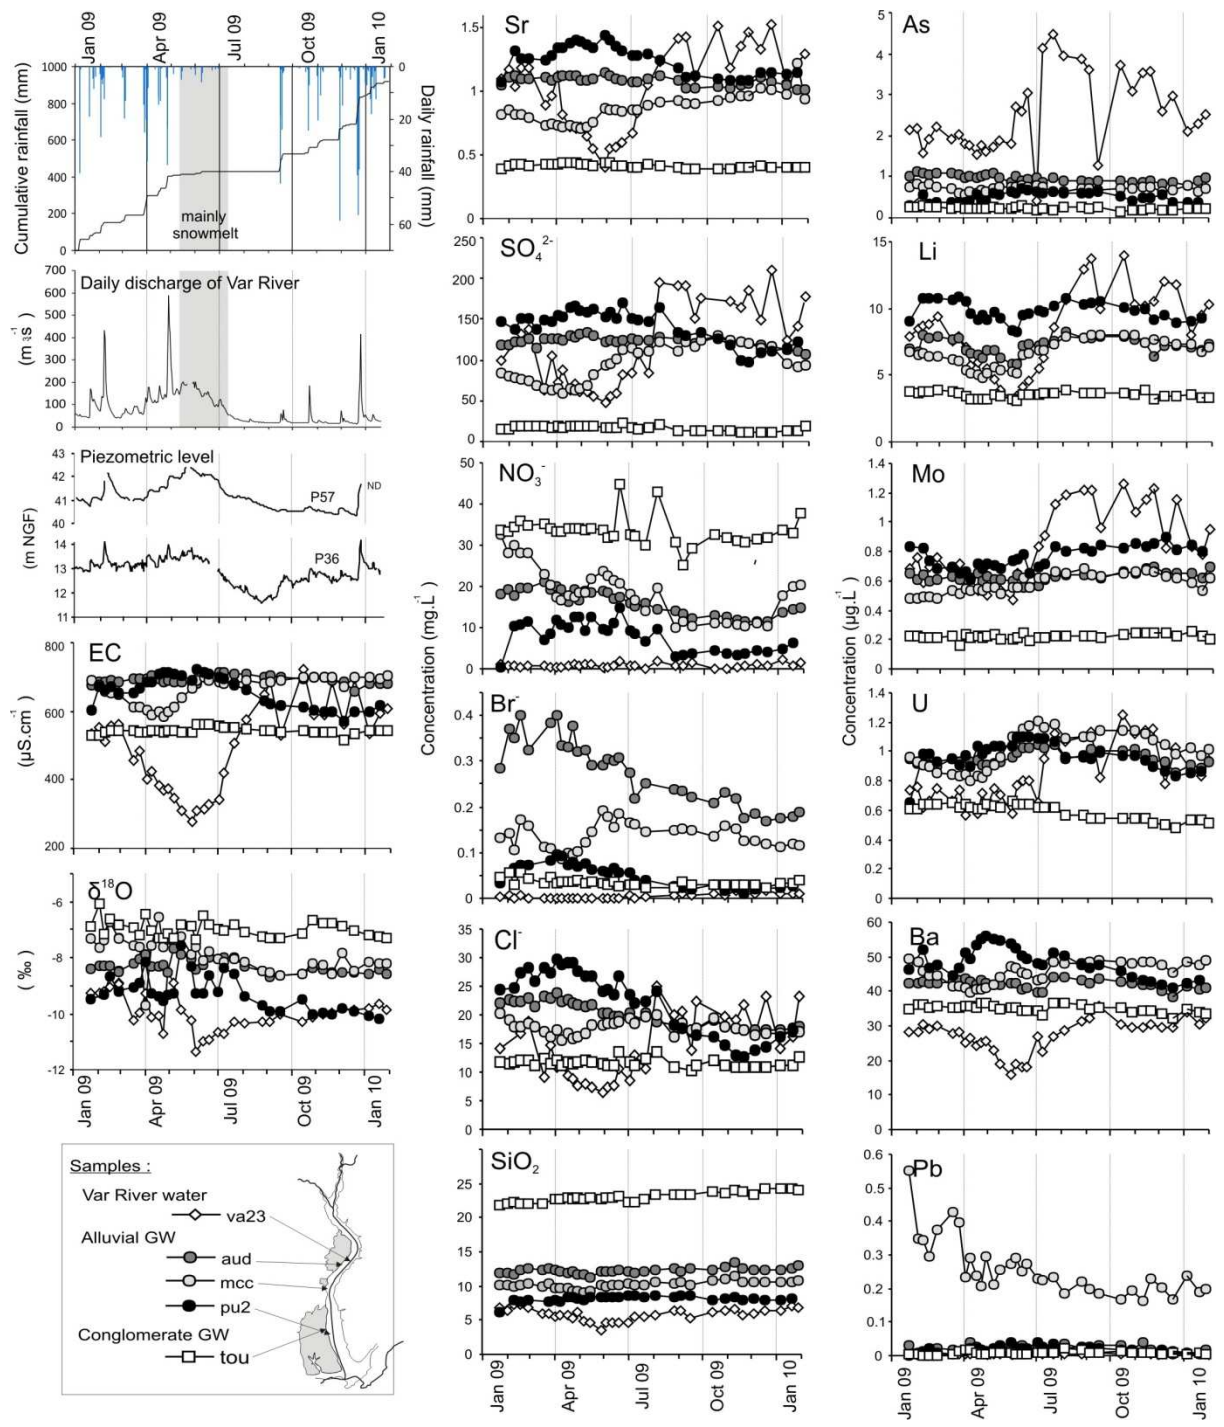 Jan 09
Apr 09
Jul 09
Oct 09
Jan 10
Cumulative rainfall (mm)
1000
800
600
400
200
0
Daily rainfall (mm)
0
20
40
60
mainly
snowmelt
Daily discharge of Var River
700
600
500
400
300
200
100
0
Piezometric level
43
42
41
40
P57
ND
(m NGF)
14
13
12
11
P36
EC
(µS.cm⁻¹)
800
600
400
200
δ¹⁸O
( ‰ )
-6
-8
-10
-12
Jan 09
Apr 09
Jul 09
Oct 09
Jan 10
Samples :
Var River water
va23
Alluvial GW
aud
mcc
pu2
Conglomerate GW
tou
Sr
1.5
1
0.5
0
SO₄²⁻
250
200
150
100
50
0
NO₃⁻
50
40
30
20
10
0
Concentration (mg.L⁻¹)
Br⁻
0.4
0.3
0.2
0.1
0
Cl⁻
35
30
25
20
15
10
5
0
SiO₂
25
20
15
10
5
0
Jan 09
Apr 09
Jul 09
Oct 09
Jan 10
As
5
4
3
2
1
0
Li
15
10
5
0
Mo
1.4
1.2
1
0.8
0.6
0.4
0.2
0
Concentration (µg.L⁻¹)
U
1.4
1.2
1
0.8
0.6
0.4
0.2
0
Ba
60
50
40
30
20
10
0
Pb
0.6
0.5
0.4
0.3
0.2
0.1
0
Jan 09
Apr 09
Jul 09
Oct 09
Jan 10